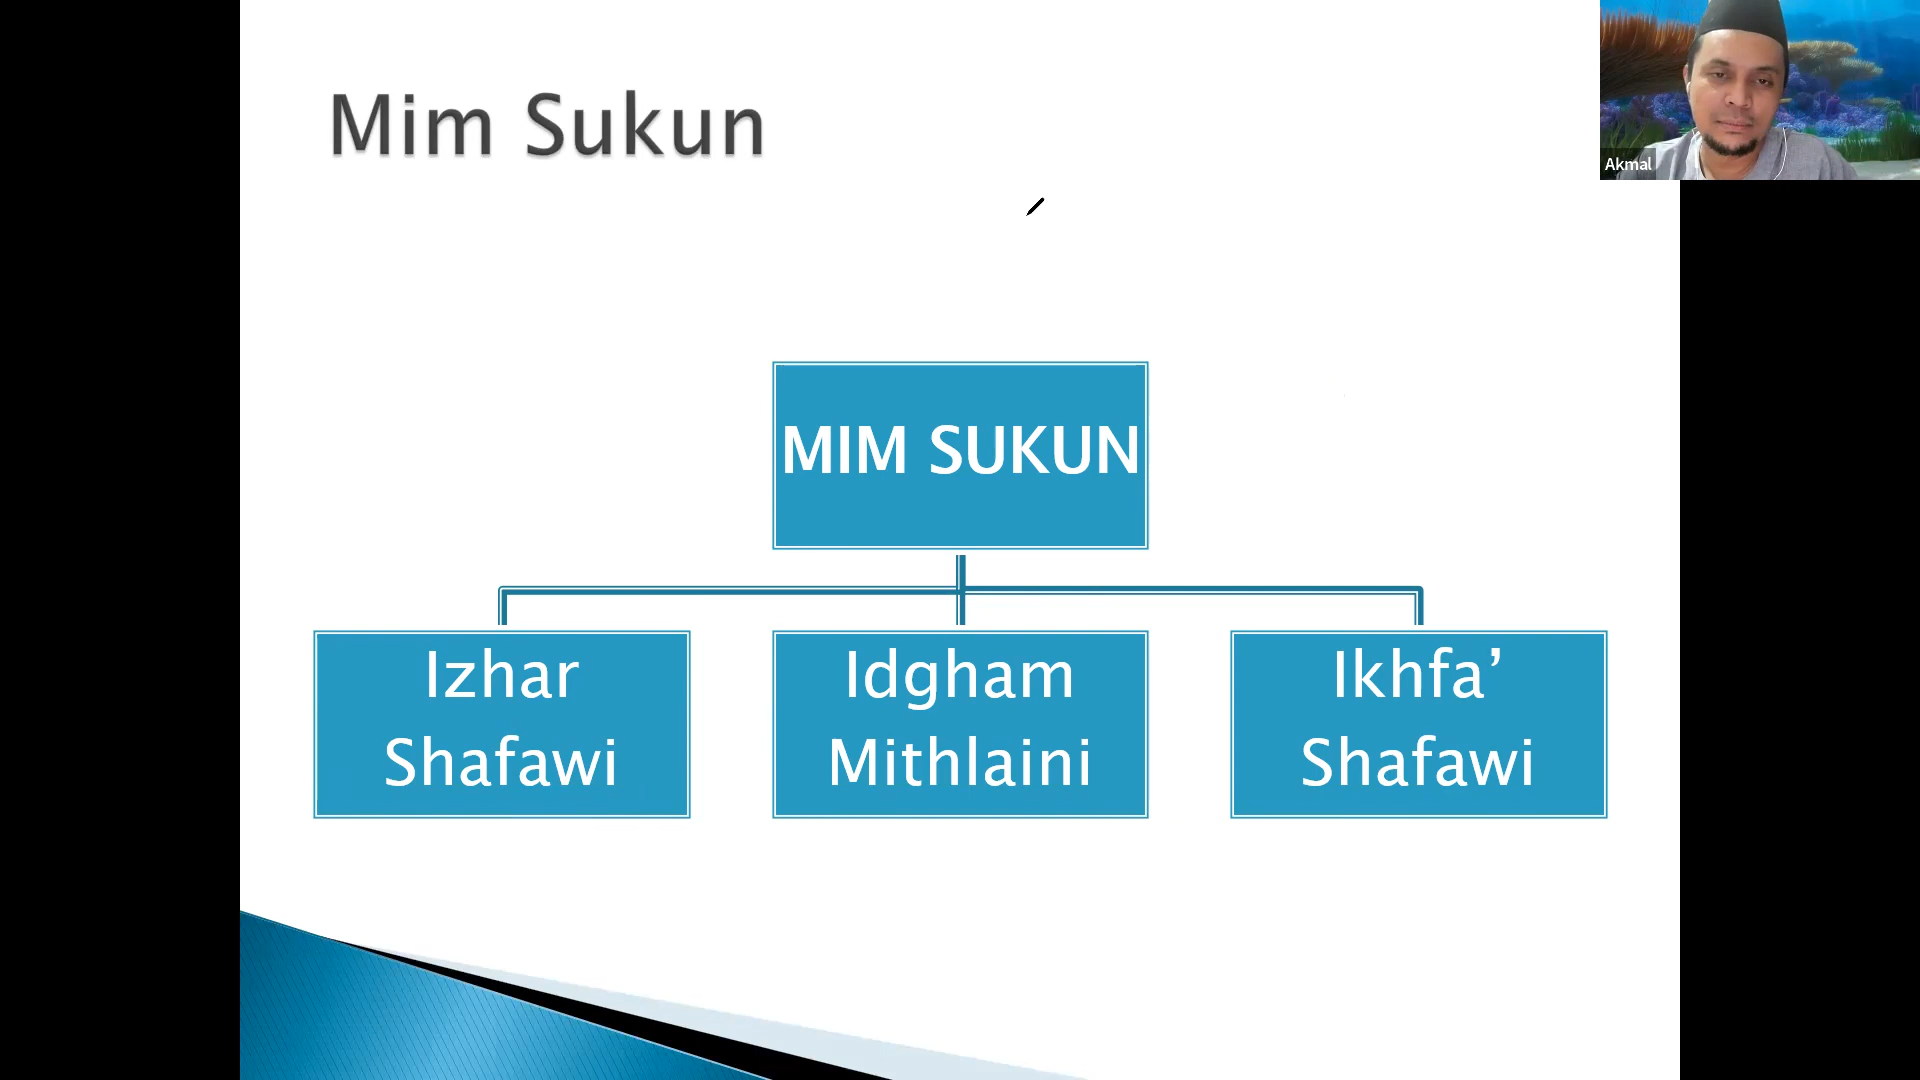 Mim Sukun
Akmal
MIM SUKUN
Izhar
Shafawi
Idgham
Mithlaini
Ikhfa’
Shafawi